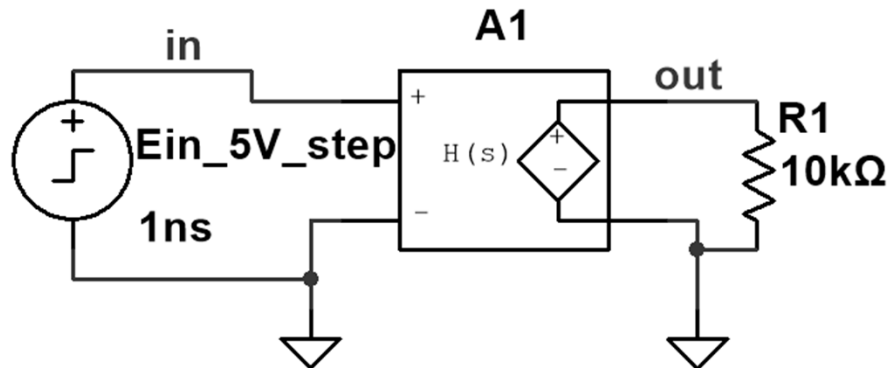 A1
in
out
+
+
-
H(s)
+
-
Ein_5V_step
1ns
R1
10kΩ